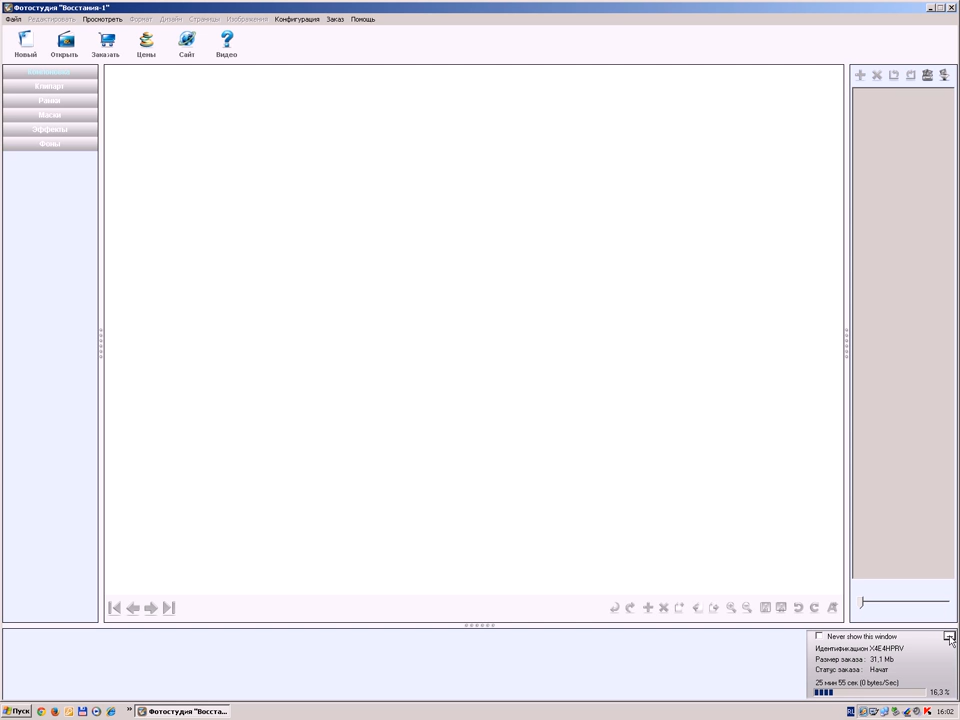 Фотостудия "Восстания-1"
Файл Редактировать Просмотреть Формат Дизайн Страницы Изображения Конфигурация Заказ Помощь
Новый Открыть Заказать Цены Сайт Видео
Клипарт
Рамки
Маски
Эффекты
Фоны
Never show this window
Идентификацион X4E4HPRV
Размер заказа : 31,1 Mb
Статус заказа : Начат
25 мин 55 сек (0 bytes/Sec)
16,3 %
Пуск » Фотостудия "Восста... RL 16:02